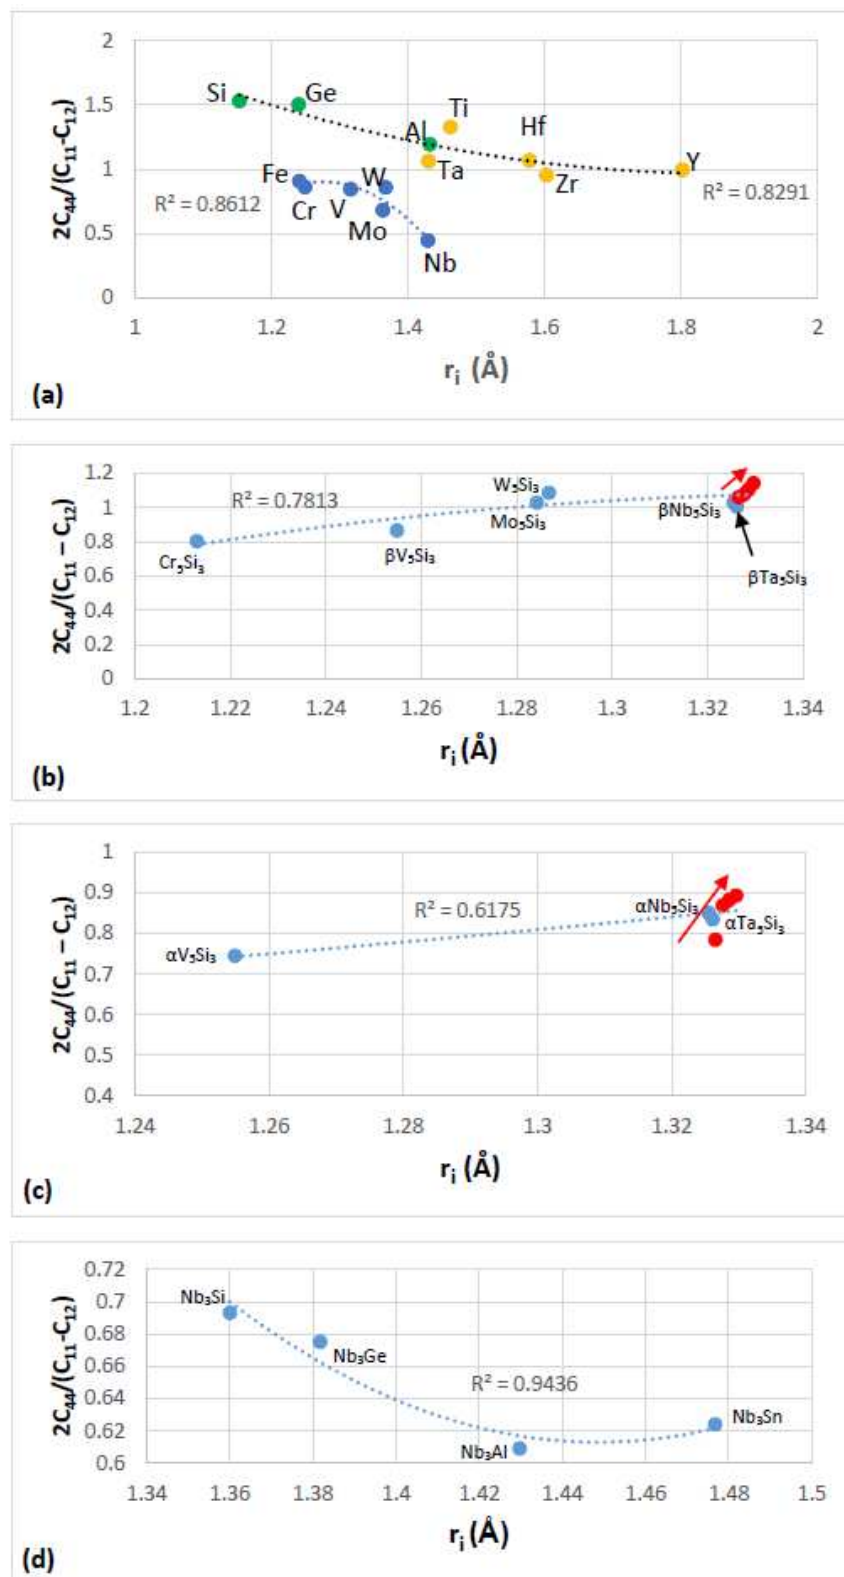 2C₄₄/(C₁₁-C₁₂)
2
1.5
1
0.5
0
Si
Ge
Ti
Al
Hf
Ta
Y
Zr
Fe
W
Cr
V
Mo
Nb
R² = 0.8612
R² = 0.8291
1
1.2
1.4
1.6
1.8
2
rᵢ (Å)
(a)
2C₄₄/(C₁₁ – C₁₂)
1.2
1
0.8
0.6
0.4
0.2
0
R² = 0.7813
W₅Si₃
Mo₅Si₃
βNb₅Si₃
Cr₅Si₃
βV₅Si₃
βTa₅Si₃
1.2
1.22
1.24
1.26
1.28
1.3
1.32
1.34
rᵢ (Å)
(b)
2C₄₄/(C₁₁ – C₁₂)
1
0.9
0.8
0.7
0.6
0.5
0.4
R² = 0.6175
αNb₅Si₃
αTa₅Si₃
αV₅Si₃
1.24
1.26
1.28
1.3
1.32
1.34
rᵢ (Å)
(c)
2C₄₄/(C₁₁-C₁₂)
0.72
0.7
0.68
0.66
0.64
0.62
0.6
Nb₃Si
Nb₃Ge
R² = 0.9436
Nb₃Sn
Nb₃Al
1.34
1.36
1.38
1.4
1.42
1.44
1.46
1.48
1.5
rᵢ (Å)
(d)